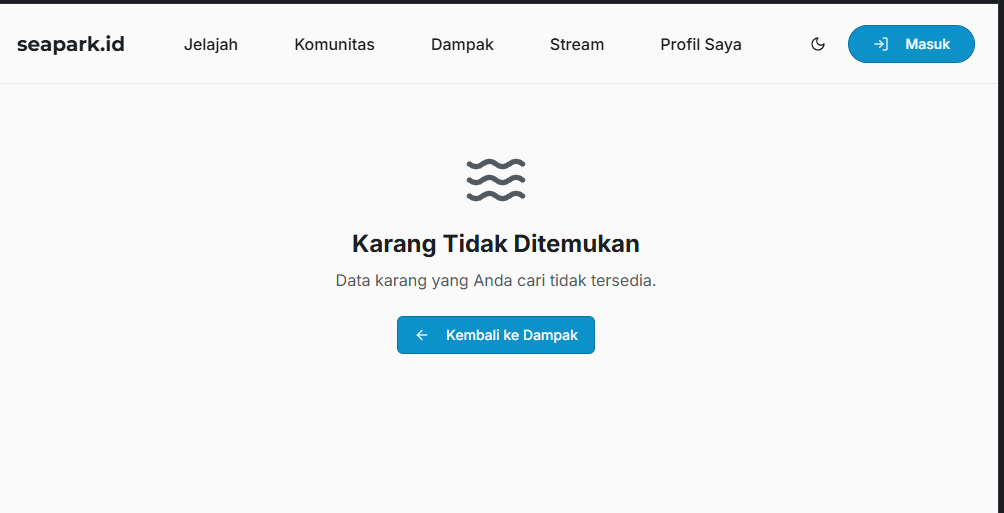 seapark.id Jelajah Komunitas Dampak Stream Profil Saya Masuk
Karang Tidak Ditemukan
Data karang yang Anda cari tidak tersedia.
Kembali ke Dampak